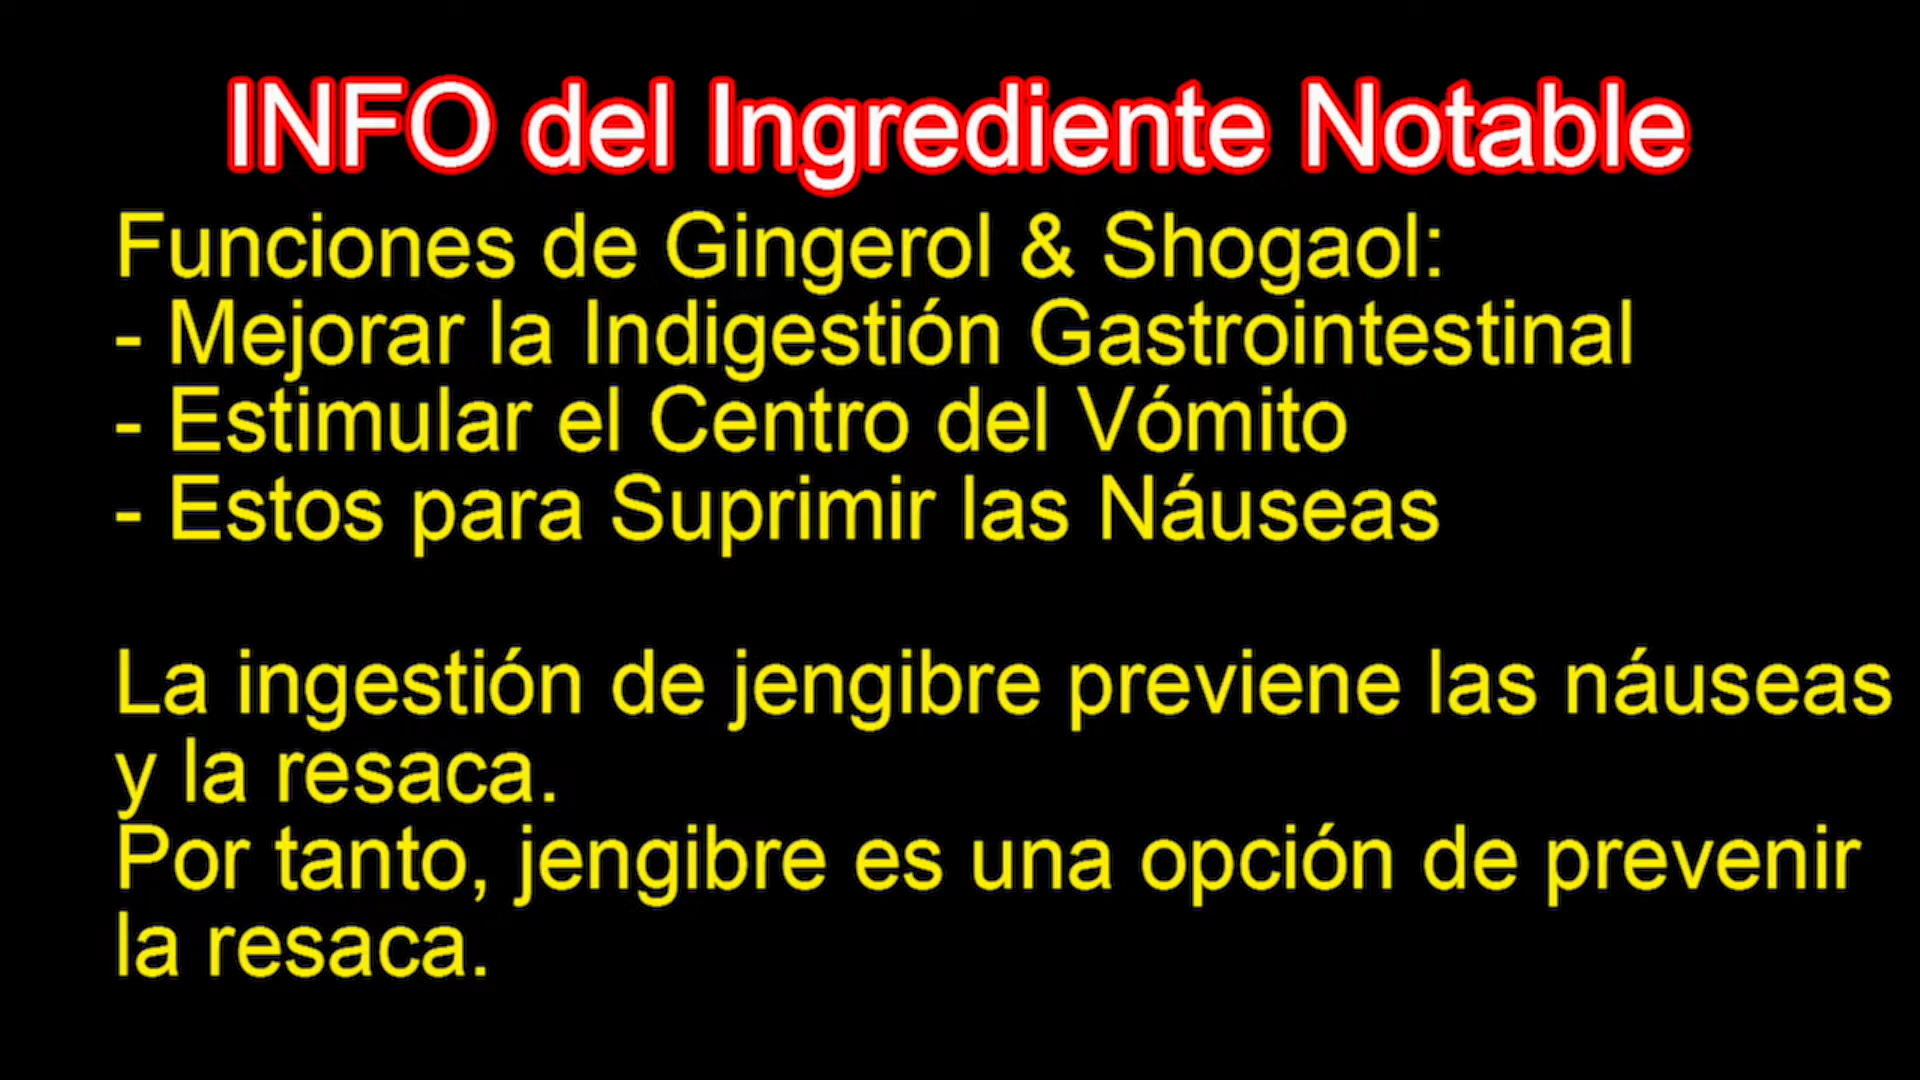 INFO del Ingrediente Notable
Funciones de Gingerol & Shogaol:
- Mejorar la Indigestión Gastrointestinal
- Estimular el Centro del Vómito
- Estos para Suprimir las Náuseas
La ingestión de jengibre previene las náuseas
y la resaca.
Por tanto, jengibre es una opción de prevenir
la resaca.